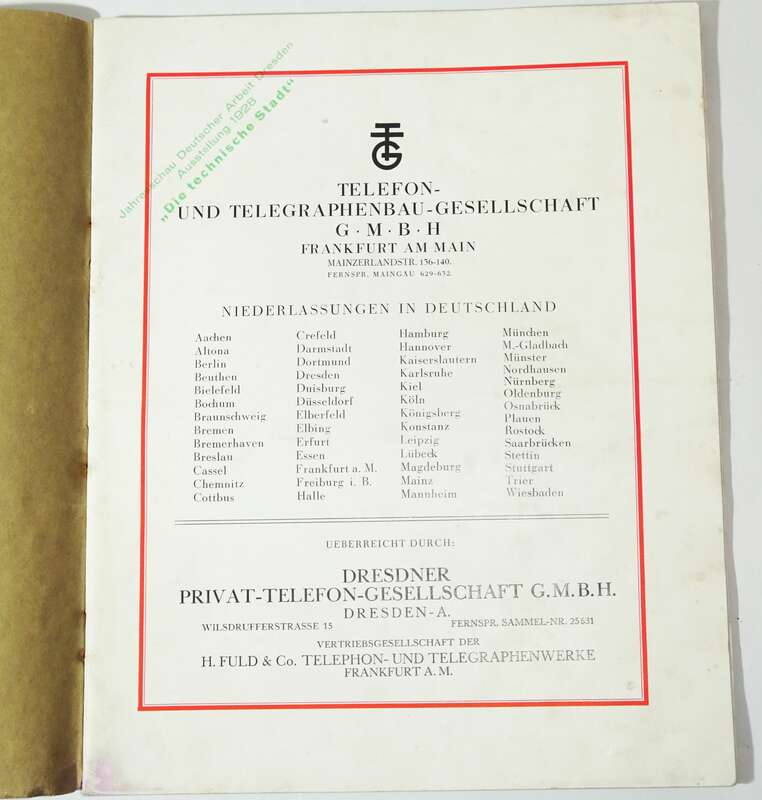 Jahresschau Deutscher Arbeit Dresden
Ausstellung 1928
„Die technische Stadt"
TG
TELEFON-
UND TELEGRAPHENBAU-GESELLSCHAFT
G·M·B·H
FRANKFURT AM MAIN
MAINZERLANDSTR. 136-140.
FERNSPR. MAINGAU 629-632.
NIEDERLASSUNGEN IN DEUTSCHLAND
Aachen
Altona
Berlin
Beuthen
Bielefeld
Bochum
Braunschweig
Bremen
Bremerhaven
Breslau
Cassel
Chemnitz
Cottbus
Crefeld
Darmstadt
Dortmund
Dresden
Duisburg
Düsseldorf
Elberfeld
Elbing
Erfurt
Essen
Frankfurt a. M.
Freiburg i. B.
Halle
Hamburg
Hannover
Kaiserslautern
Karlsruhe
Kiel
Köln
Königsberg
Konstanz
Leipzig
Lübeck
Magdeburg
Mainz
Mannheim
München
M.-Gladbach
Münster
Nordhausen
Nürnberg
Oldenburg
Osnabrück
Plauen
Rostock
Saarbrücken
Stettin
Stuttgart
Trier
Wiesbaden
UEBERREICHT DURCH:
DRESDNER
PRIVAT-TELEFON-GESELLSCHAFT G.M.B.H.
DRESDEN-A.
WILSDRUFFERSTRASSE 15 FERNSPR. SAMMEL-NR. 25631
VERTRIEBSGESELLSCHAFT DER
H. FULD & Co. TELEPHON- UND TELEGRAPHENWERKE
FRANKFURT A.M.